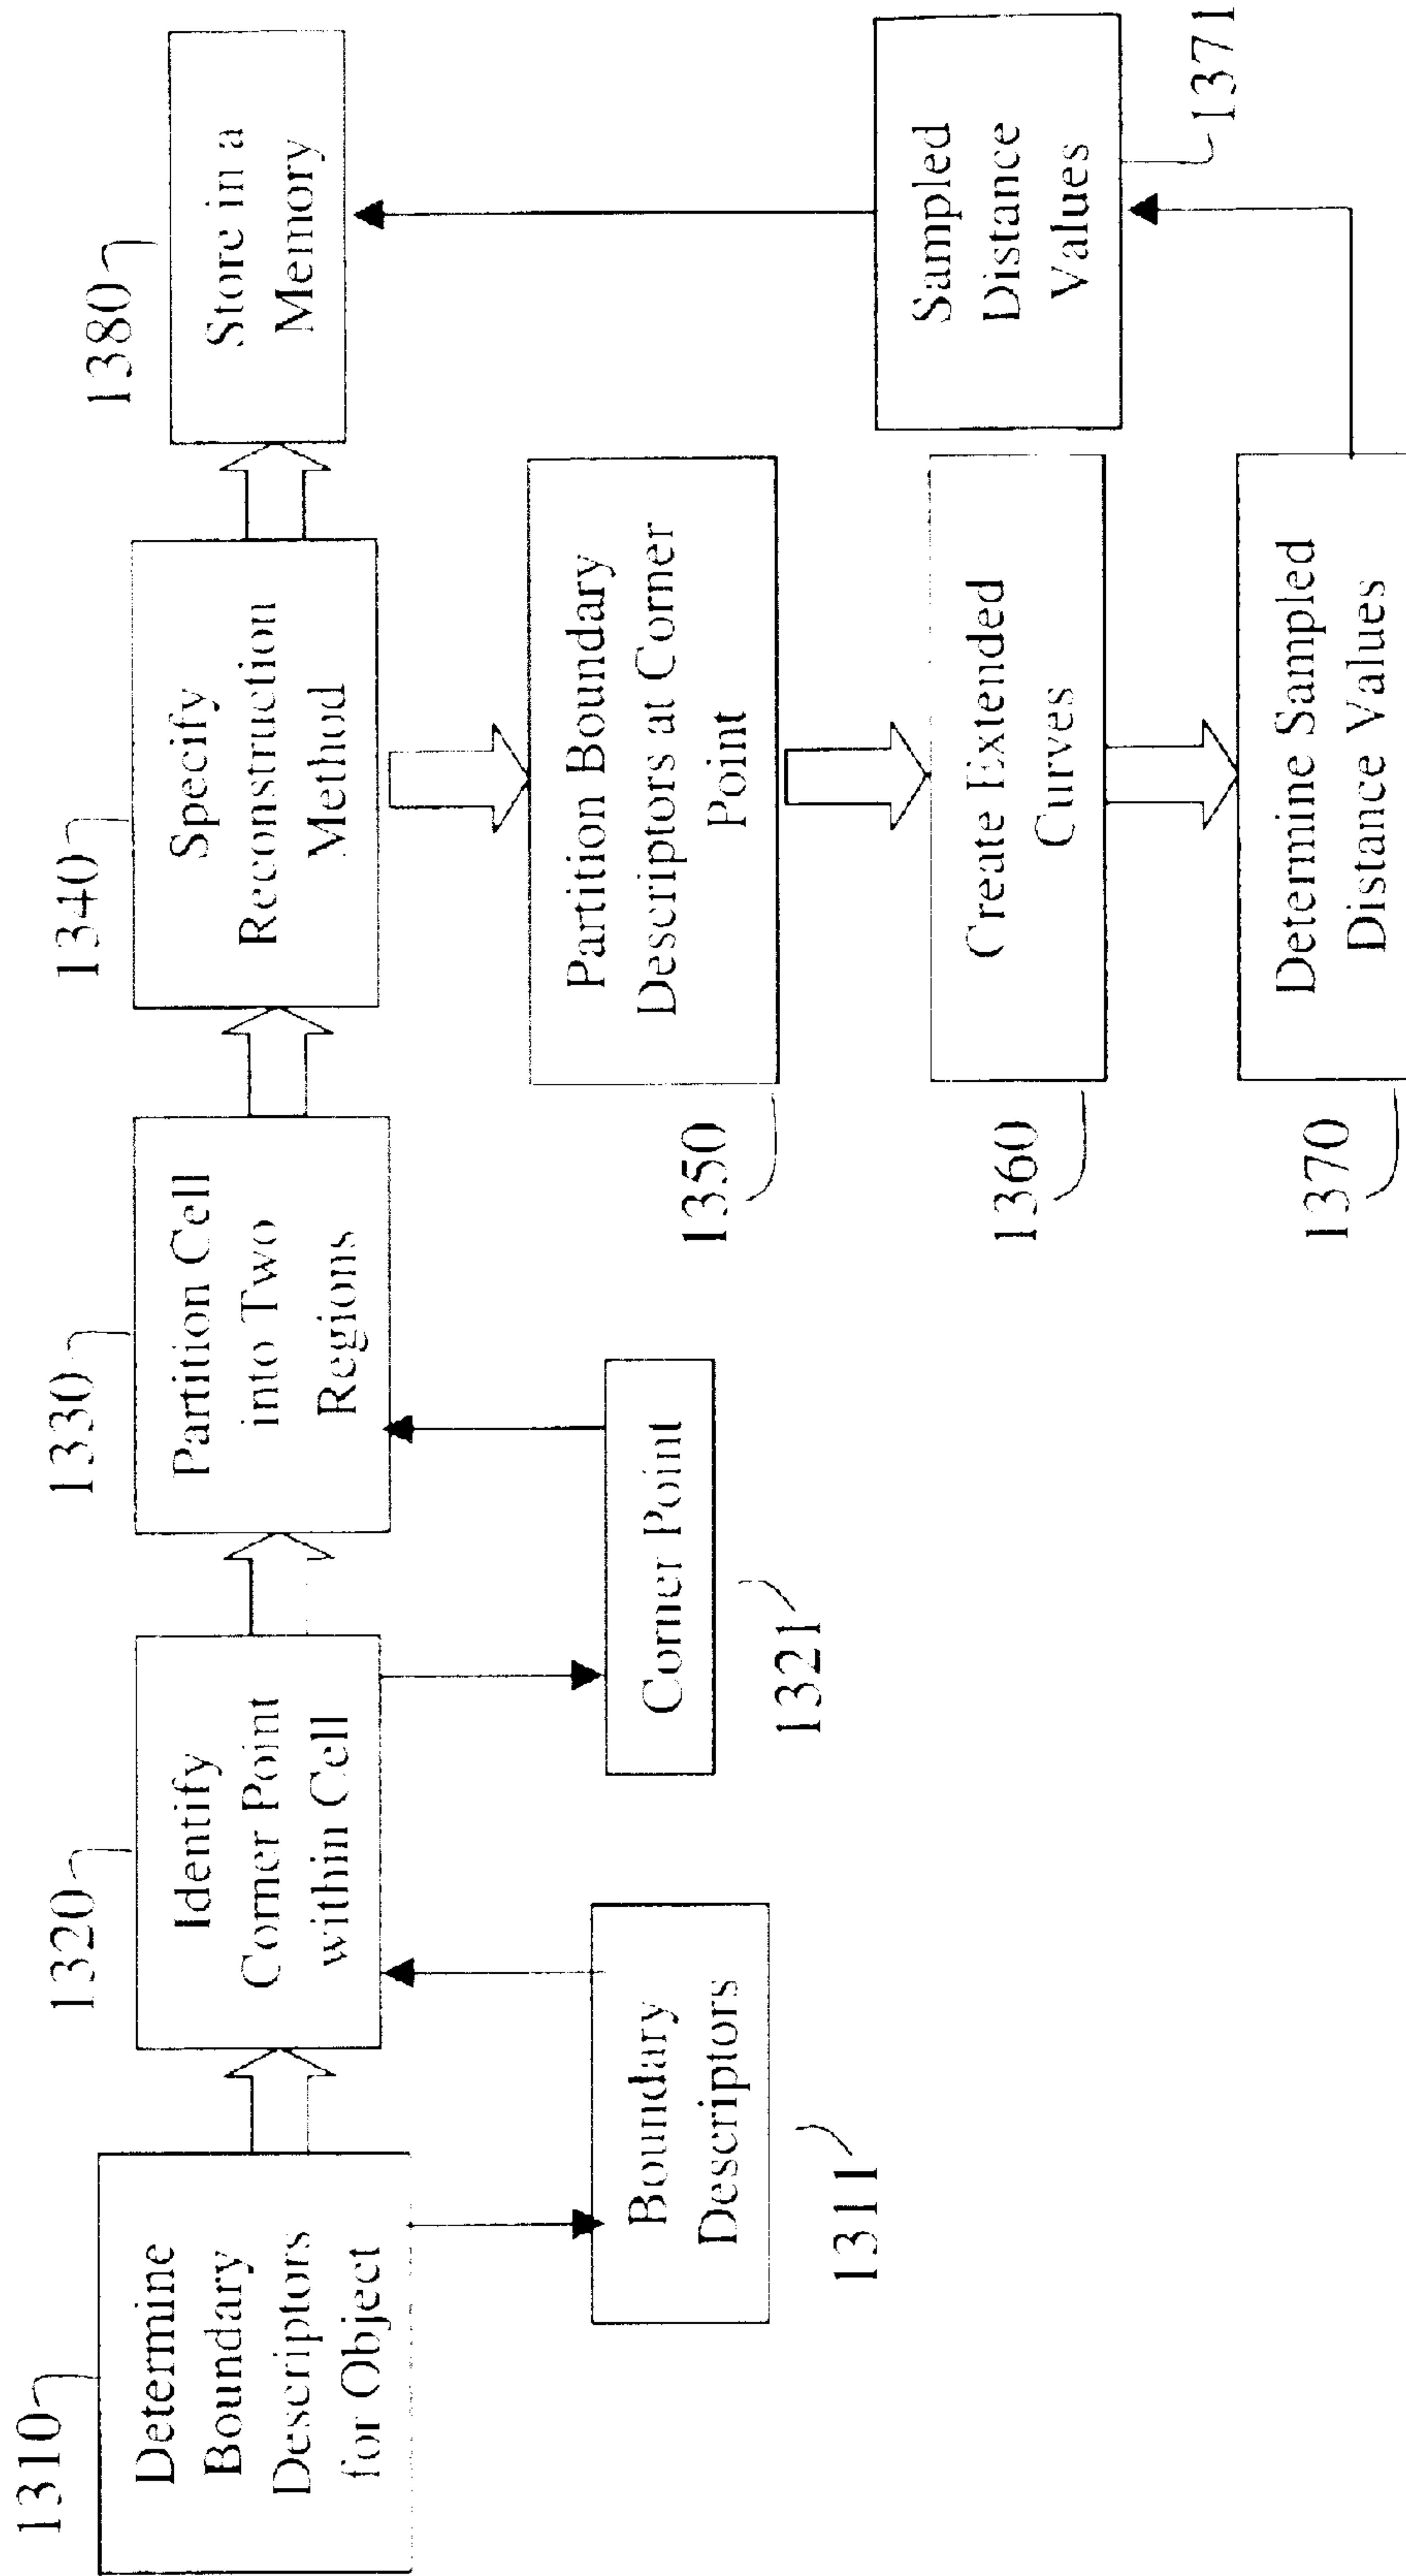 1310
Determine
Boundary
Descriptors
for Object
1320
Identify
Corner Point
within Cell
1330
Partition Cell
into Two
Regions
1340
Specify
Reconstruction
Method
1380
Store in a
Memory
Boundary
Descriptors
1311
Corner Point
1321
1350
Partition Boundary
Descriptors at Corner
Point
1360
Create Extended
Curves
1370
Determine Sampled
Distance Values
Sampled
Distance
Values
1371